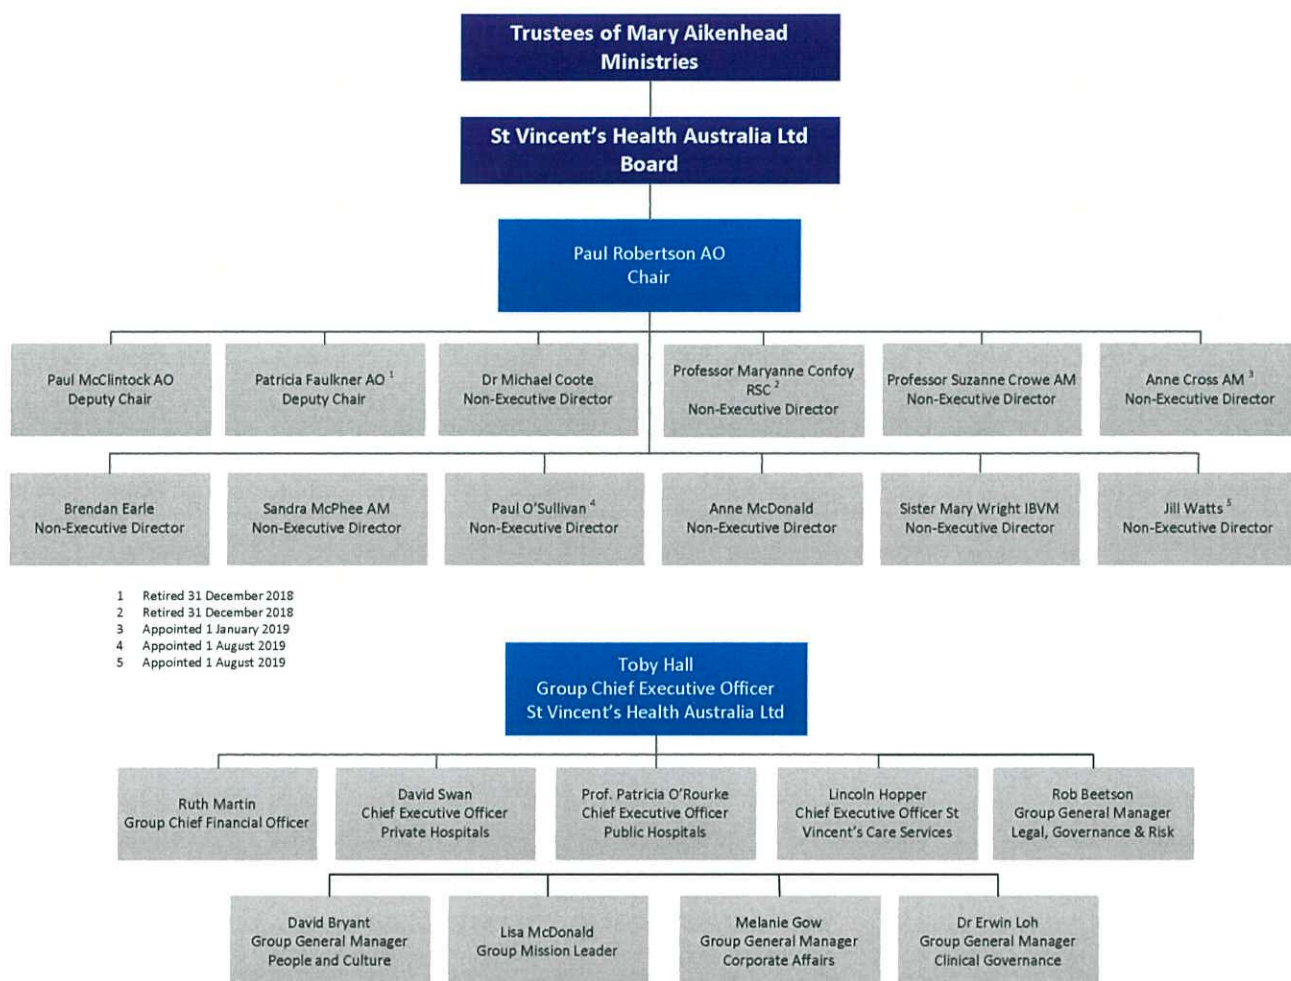 Trustees of Mary Aikenhead
Ministries
St Vincent's Health Australia Ltd
Board
Paul Robertson AO
Chair
Paul McClintock AO
Deputy Chair
Patricia Faulkner AO 1
Deputy Chair
Dr Michael Coote
Non-Executive Director
Professor Maryanne Confoy
RSC 2
Non-Executive Director
Professor Suzanne Crowe AM
Non-Executive Director
Anne Cross AM 3
Non-Executive Director
Brendan Earle
Non-Executive Director
Sandra McPhee AM
Non-Executive Director
Paul O'Sullivan 4
Non-Executive Director
Anne McDonald
Non-Executive Director
Sister Mary Wright IBVM
Non-Executive Director
Jill Watts 5
Non-Executive Director
1 Retired 31 December 2018
2 Retired 31 December 2018
3 Appointed 1 January 2019
4 Appointed 1 August 2019
5 Appointed 1 August 2019
Toby Hall
Group Chief Executive Officer
St Vincent's Health Australia Ltd
Ruth Martin
Group Chief Financial Officer
David Swan
Chief Executive Officer
Private Hospitals
Prof. Patricia O'Rourke
Chief Executive Officer
Public Hospitals
Lincoln Hopper
Chief Executive Officer St
Vincent's Care Services
Rob Beetson
Group General Manager
Legal, Governance & Risk
David Bryant
Group General Manager
People and Culture
Lisa McDonald
Group Mission Leader
Melanie Gow
Group General Manager
Corporate Affairs
Dr Erwin Loh
Group General Manager
Clinical Governance